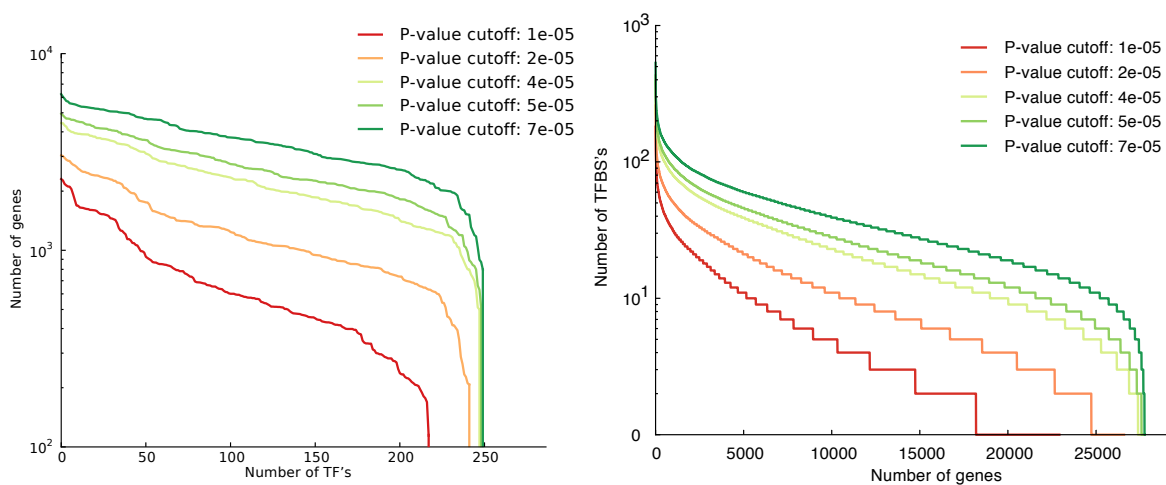 P-value cutoff: 1e-05
P-value cutoff: 2e-05
P-value cutoff: 4e-05
P-value cutoff: 5e-05
P-value cutoff: 7e-05
10⁴
10³
10²
Number of genes
0 50 100 150 200 250
Number of TF's
P-value cutoff: 1e-05
P-value cutoff: 2e-05
P-value cutoff: 4e-05
P-value cutoff: 5e-05
P-value cutoff: 7e-05
10³
10²
10¹
0
Number of TFBS's
0 5000 10000 15000 20000 25000
Number of genes